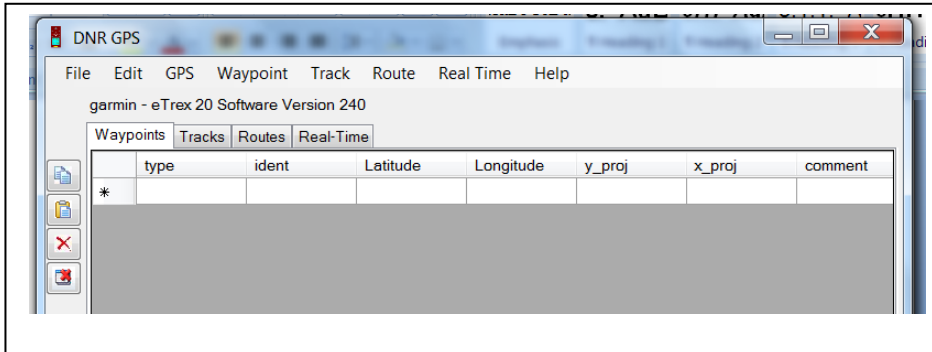 DNR GPS
File Edit GPS Waypoint Track Route Real Time Help
garmin - eTrex 20 Software Version 240
Waypoints Tracks Routes Real-Time
type ident Latitude Longitude y_proj x_proj comment
*